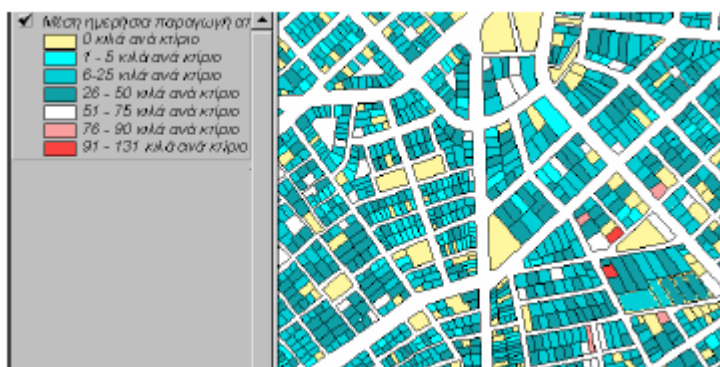 Μέση ημερήσια παραγωγή απ
0 κιλά ανά κτίριο
1 - 5 κιλά ανά κτίριο
6-25 κιλά ανά κτίριο
26 - 50 κιλά ανά κτίριο
51 - 75 κιλά ανά κτίριο
76 - 90 κιλά ανά κτίριο
91 - 131 κιλά ανά κτίριο